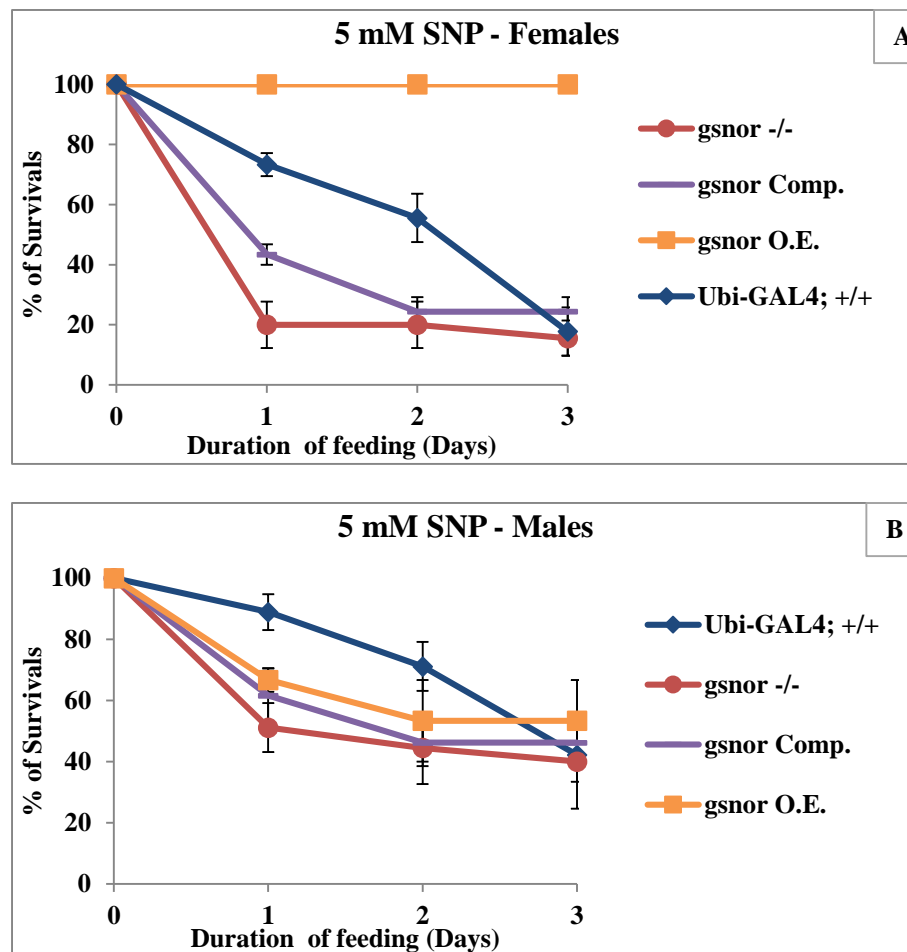 5 mM SNP - Females
A
% of Survivals
100
80
60
40
20
0
0 1 2 3
Duration of feeding (Days)
gsnor -/-
gsnor Comp.
gsnor O.E.
Ubi-GAL4; +/+
5 mM SNP - Males
B
% of Survivals
100
80
60
40
20
0
0 1 2 3
Duration of feeding (Days)
Ubi-GAL4; +/+
gsnor -/-
gsnor Comp.
gsnor O.E.